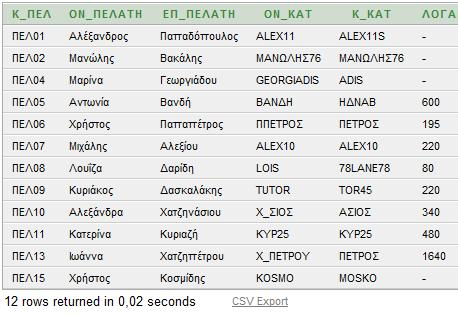 Κ_ΠΕΛ ΟΝ_ΠΕΛΑΤΗ ΕΠ_ΠΕΛΑΤΗ ΟΝ_ΚΑΤ Κ_ΚΑΤ ΛΟΓΑ
ΠΕΛ01 Αλέξανδρος Παπαδόπουλος ALEX11 ALEX11S -
ΠΕΛ02 Μανώλης Βακάλης ΜΑΝΩΛΗΣ76 ΜΑΝΩΛΗΣ76 -
ΠΕΛ04 Μαρίνα Γεωργιάδου GEORGIADIS ADIS -
ΠΕΛ05 Αντωνία Βανδή ΒΑΝΔΗ ΗΔΝΑΒ 600
ΠΕΛ06 Χρήστος Παπαπέτρος ΠΠΕΤΡΟΣ ΠΕΤΡΟΣ 195
ΠΕΛ07 Μιχάλης Αλεξίου ALEX10 ALEX10 220
ΠΕΛ08 Λουΐζα Δαρίδη LOIS 78LANE78 80
ΠΕΛ09 Κυριάκος Δασκαλάκης TUTOR TOR45 220
ΠΕΛ10 Αλεξάνδρα Χατζηνάσιου Χ_ΣΙΟΣ ΑΣΙΟΣ 340
ΠΕΛ11 Κατερίνα Κυριαζή ΚΥΡ25 ΚΥΡ25 480
ΠΕΛ13 Ιωάννα Χατζηπέτρου Χ_ΠΕΤΡΟΥ ΠΕΤΡΟΣ 1640
ΠΕΛ15 Χρήστος Κοσμίδης KOSMO MOSKO -
12 rows returned in 0,02 seconds CSV Export